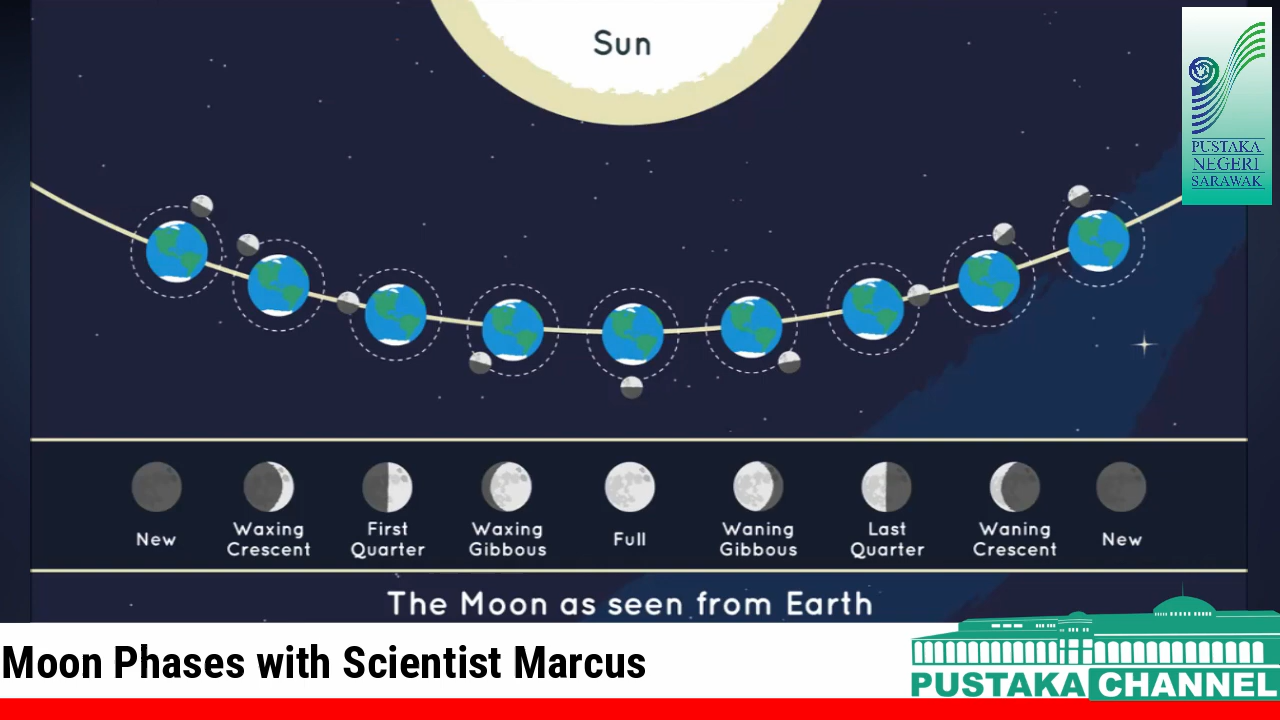 Sun
PUSTAKA
NEGERI
SARAWAK
New
Waxing
Crescent
First
Quarter
Waxing
Gibbous
Full
Waning
Gibbous
Last
Quarter
Waning
Crescent
New
The Moon as seen from Earth
Moon Phases with Scientist Marcus
PUSTAKA CHANNEL